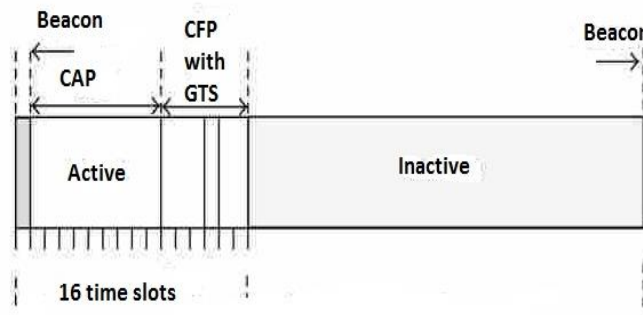 Beacon
CFP
with
GTS
Beacon
CAP
Active
Inactive
16 time slots